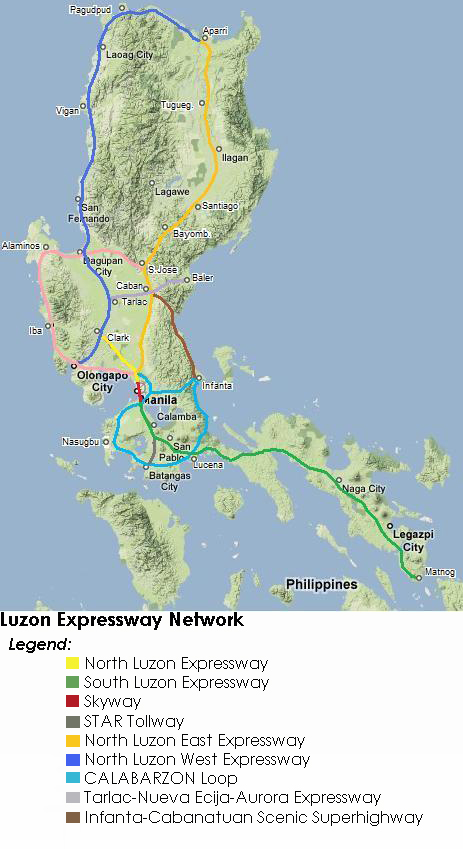 Pagudpud
Aparri
Laoag City
Tugueg.
Vigan
Ilagan
Lagawe
San
Fernando
Santiago
Bayomb.
Alaminos
Dagupan
City
S.Jose
Baler
Caban.
Tarlac
Iba
Clark
Olongapo
City
Infanta
Manila
Calamba
Nasugbu
San
Pablo
Lucena
Batangas
City
Naga City
Legazpi
City
Matnog
Philippines
Luzon Expressway Network
Legend:
North Luzon Expressway
South Luzon Expressway
Skyway
STAR Tollway
North Luzon East Expressway
North Luzon West Expressway
CALABARZON Loop
Tarlac-Nueva Ecija-Aurora Expressway
Infanta-Cabanatuan Scenic Superhighway